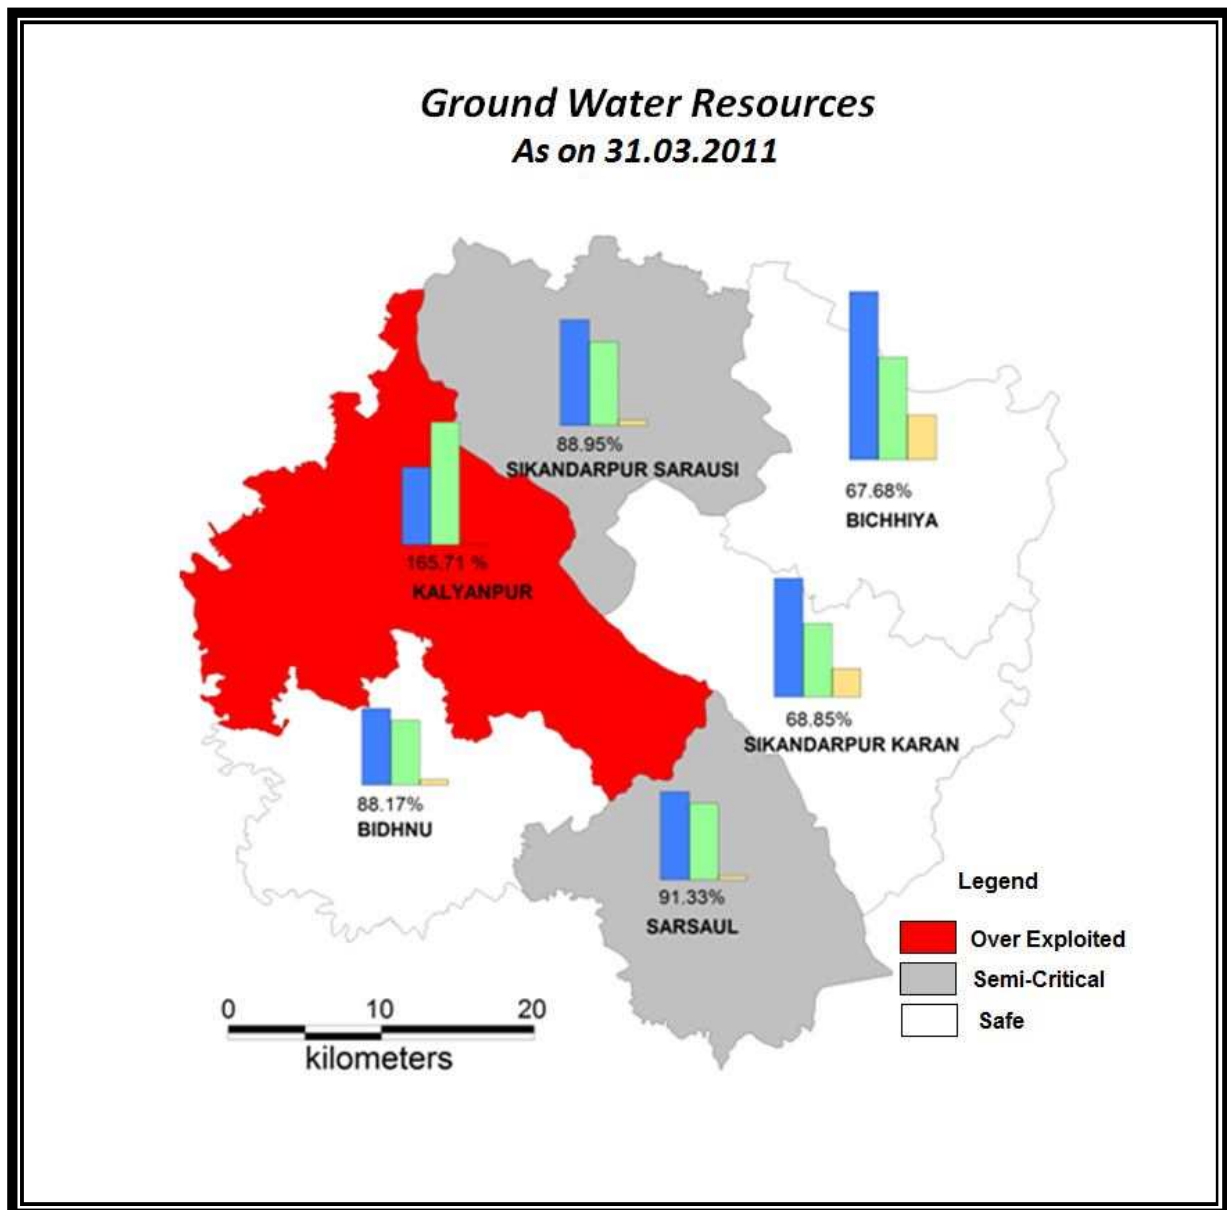 Ground Water Resources
As on 31.03.2011
88.95%
SIKANDARPUR SARAUSI
67.68%
BICHHIYA
165.71 %
KALYANPUR
68.85%
SIKANDARPUR KARAN
88.17%
BIDHNU
91.33%
SARSAUL
Legend
Over Exploited
Semi-Critical
Safe
0 10 20
kilometers